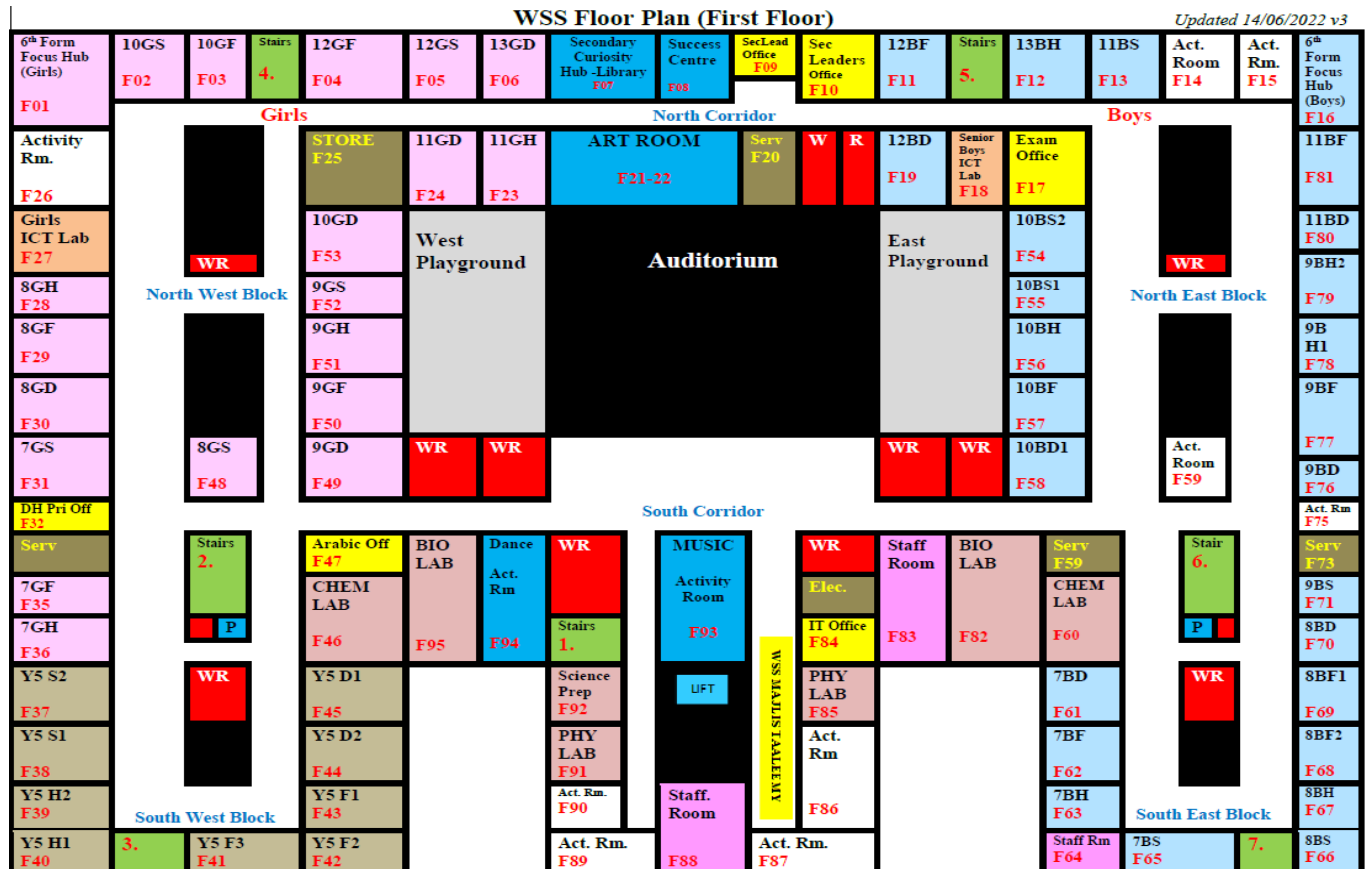 WSS Floor Plan (First Floor)
Updated 14/06/2022 v3
6th Form
Focus Hub
(Girls)
F01
10GS
F02
10GF
F03
Stairs
4.
12GF
F04
12GS
F05
13GD
F06
Secondary
Curiosity
Hub -Library
F07
Success
Centre
F08
SecLead
Office
F09
Sec
Leaders
Office
F10
12BF
F11
Stairs
5.
13BH
F12
11BS
F13
Act.
Room
F14
Act.
Rm.
F15
6th
Form
Focus
Hub
(Boys)
F16
Girls
North Corridor
Boys
Activity
Rm.
F26
STORE
F25
11GD
F24
11GH
F23
ART ROOM
F21-22
Serv
F20
W
R
12BD
F19
Senior
Boys
ICT
Lab
F18
Exam
Office
F17
11BF
F81
Girls
ICT Lab
F27
WR
10GD
F53
West
Playground
Auditorium
East
Playground
10BS2
F54
WR
11BD
F80
9BH2
F79
8GH
F28
North West Block
9GS
F52
10BS1
F55
North East Block
8GF
F29
9GH
F51
10BH
F56
9B
H1
F78
8GD
F30
9GF
F50
10BF
F57
9BF
F77
7GS
F31
8GS
F48
9GD
F49
WR
WR
WR
WR
10BD1
F58
Act.
Room
F59
9BD
F76
DH Pri Off
F32
South Corridor
Act. Rm
F75
Serv
Stairs
2.
Arabic Off
F47
BIO
LAB
F95
Dance
Act.
Rm
F94
WR
MUSIC
Activity
Room
F93
WR
Staff
Room
F83
BIO
LAB
F82
Serv
F59
Stair
6.
Serv
F73
7GF
F35
CHEM
LAB
F46
Elec.
CHEM
LAB
F60
9BS
F71
7GH
F36
P
Stairs
1.
IT Office
F84
P
8BD
F70
Y5 S2
F37
WR
Y5 D1
F45
Science
Prep
F92
LIFT
WSS MAJLIS TAALEEMY
PHY
LAB
F85
7BD
F61
WR
8BF1
F69
Y5 S1
F38
Y5 D2
F44
PHY
LAB
F91
Act.
Rm
F86
7BF
F62
8BF2
F68
Y5 H2
F39
South West Block
Y5 F1
F43
Act. Rm.
F90
Staff.
Room
F88
7BH
F63
South East Block
8BH
F67
Y5 H1
F40
3.
Y5 F3
F41
Y5 F2
F42
Act. Rm.
F89
Act. Rm.
F87
Staff Rm
F64
7BS
F65
7.
8BS
F66